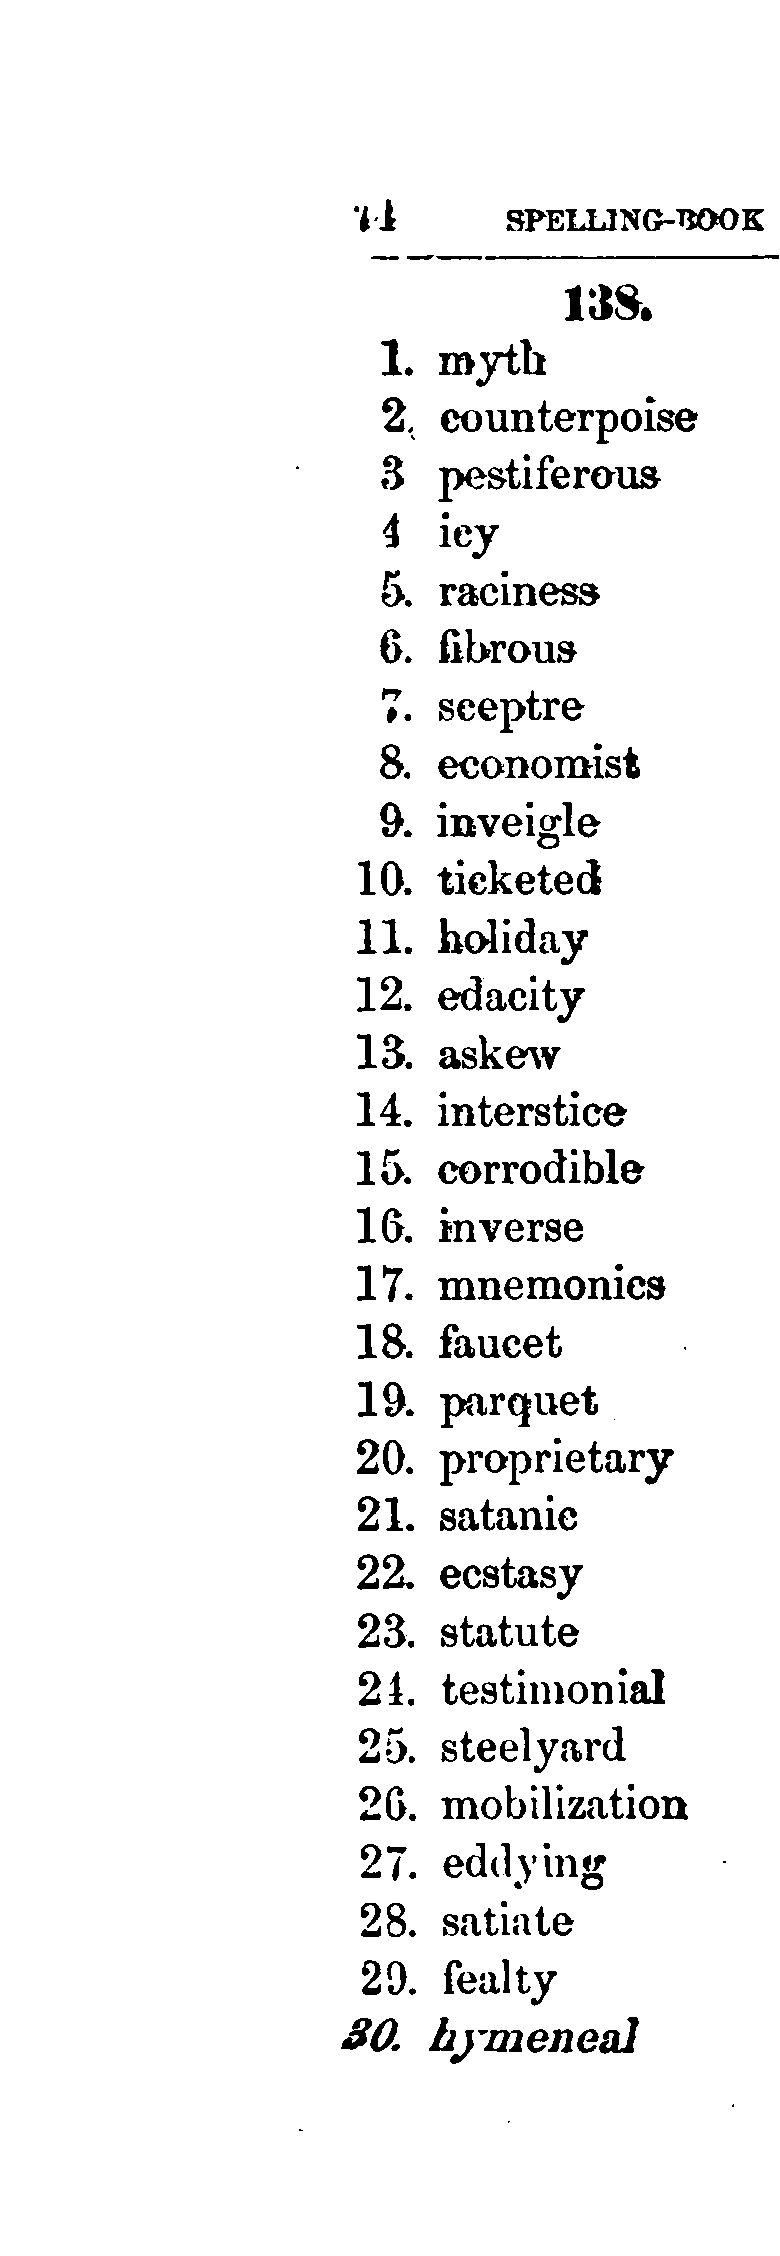 74 SPELLING-BOOK
138.
1. myth
2. counterpoise
3 pestiferous
4 icy
5. raciness
6. fibrous
7. sceptre
8. economist
9. inveigle
10. ticketed
11. holiday
12. edacity
13. askew
14. interstice
15. corrodible
16. inverse
17. mnemonics
18. faucet
19. parquet
20. proprietary
21. satanic
22. ecstasy
23. statute
24. testimonial
25. steelyard
26. mobilization
27. eddying
28. satiate
29. fealty
30. hymeneal